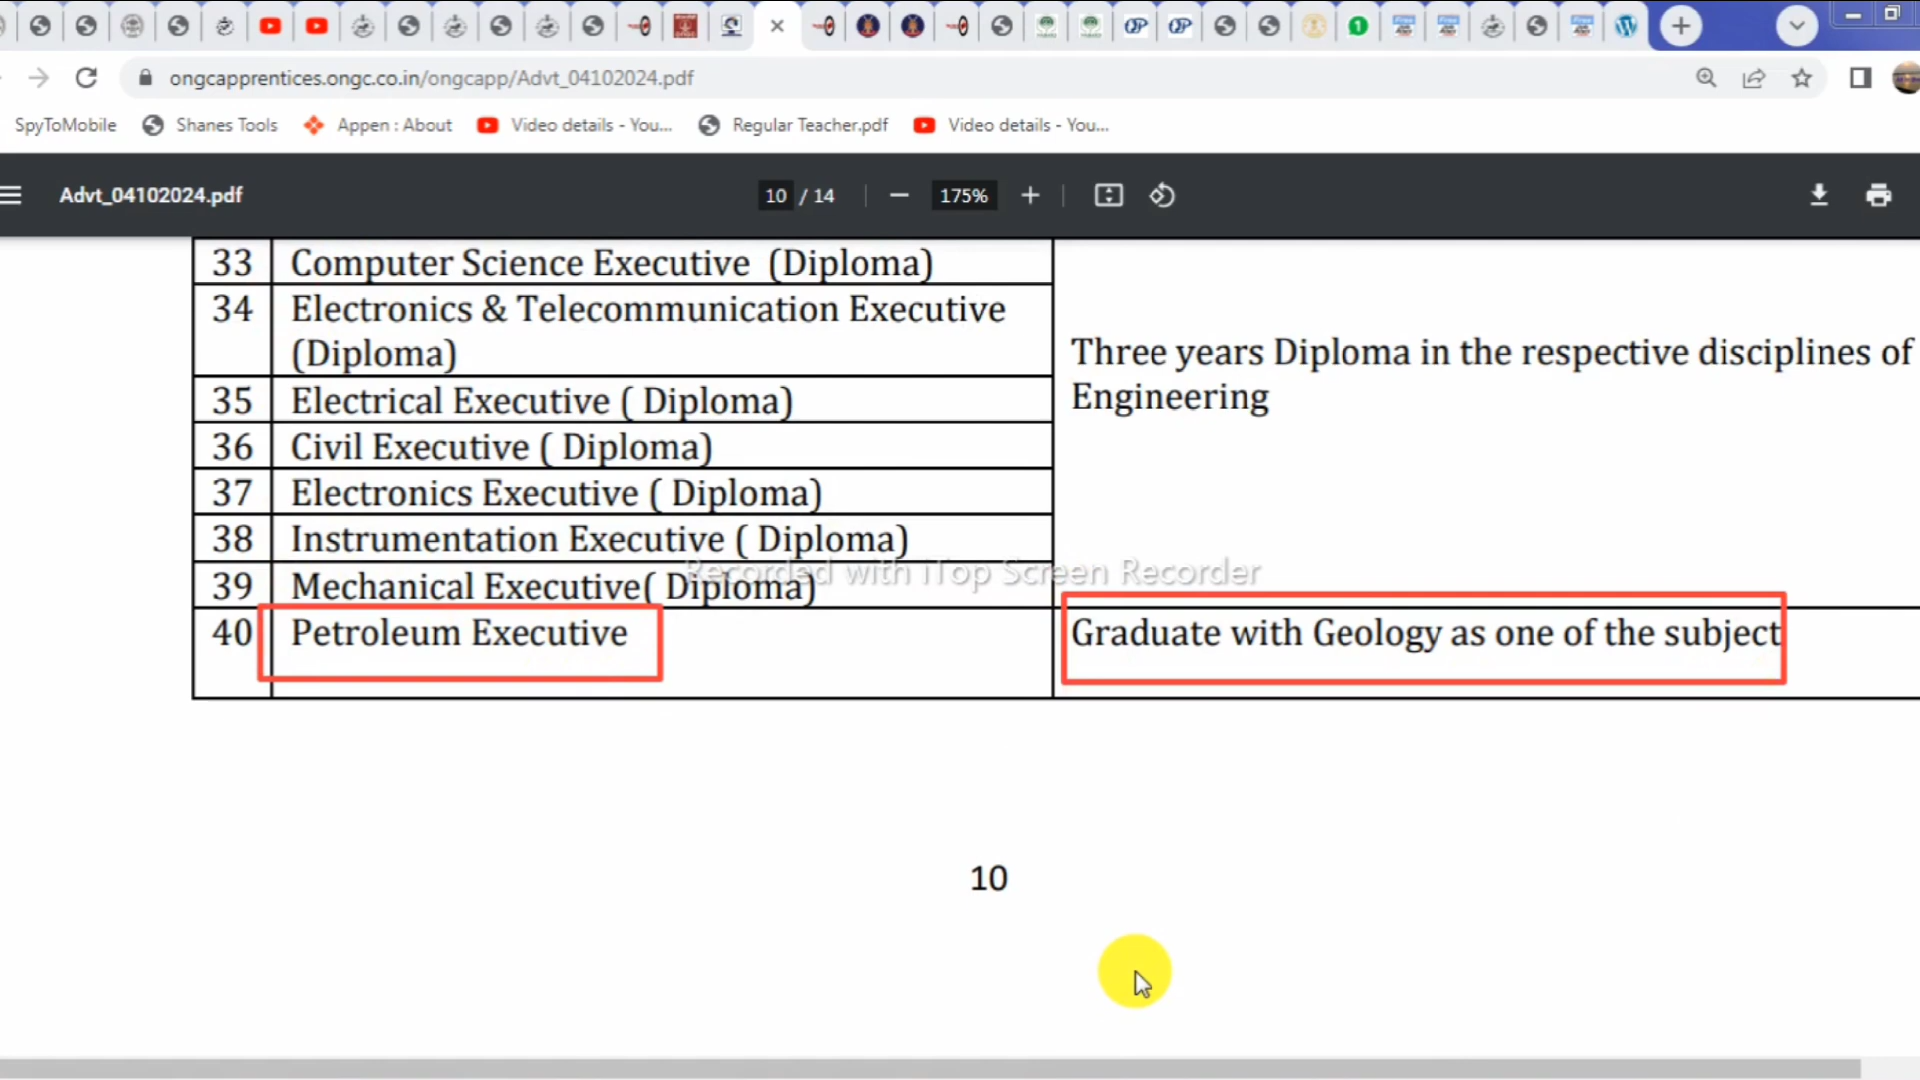 ongcapprentices.ongc.co.in/ongcapp/Advt_04102024.pdf
SpyToMobile
Shanes Tools
Appen : About
Video details - You...
Regular Teacher.pdf
Video details - You...
Advt_04102024.pdf
10 / 14
175%
33 Computer Science Executive (Diploma)
34 Electronics & Telecommunication Executive
(Diploma)
Three years Diploma in the respective disciplines of
Engineering
35 Electrical Executive ( Diploma)
36 Civil Executive ( Diploma)
37 Electronics Executive ( Diploma)
38 Instrumentation Executive ( Diploma)
Recorded with iTop Screen Recorder
39 Mechanical Executive( Diploma)
40 Petroleum Executive
Graduate with Geology as one of the subject
10